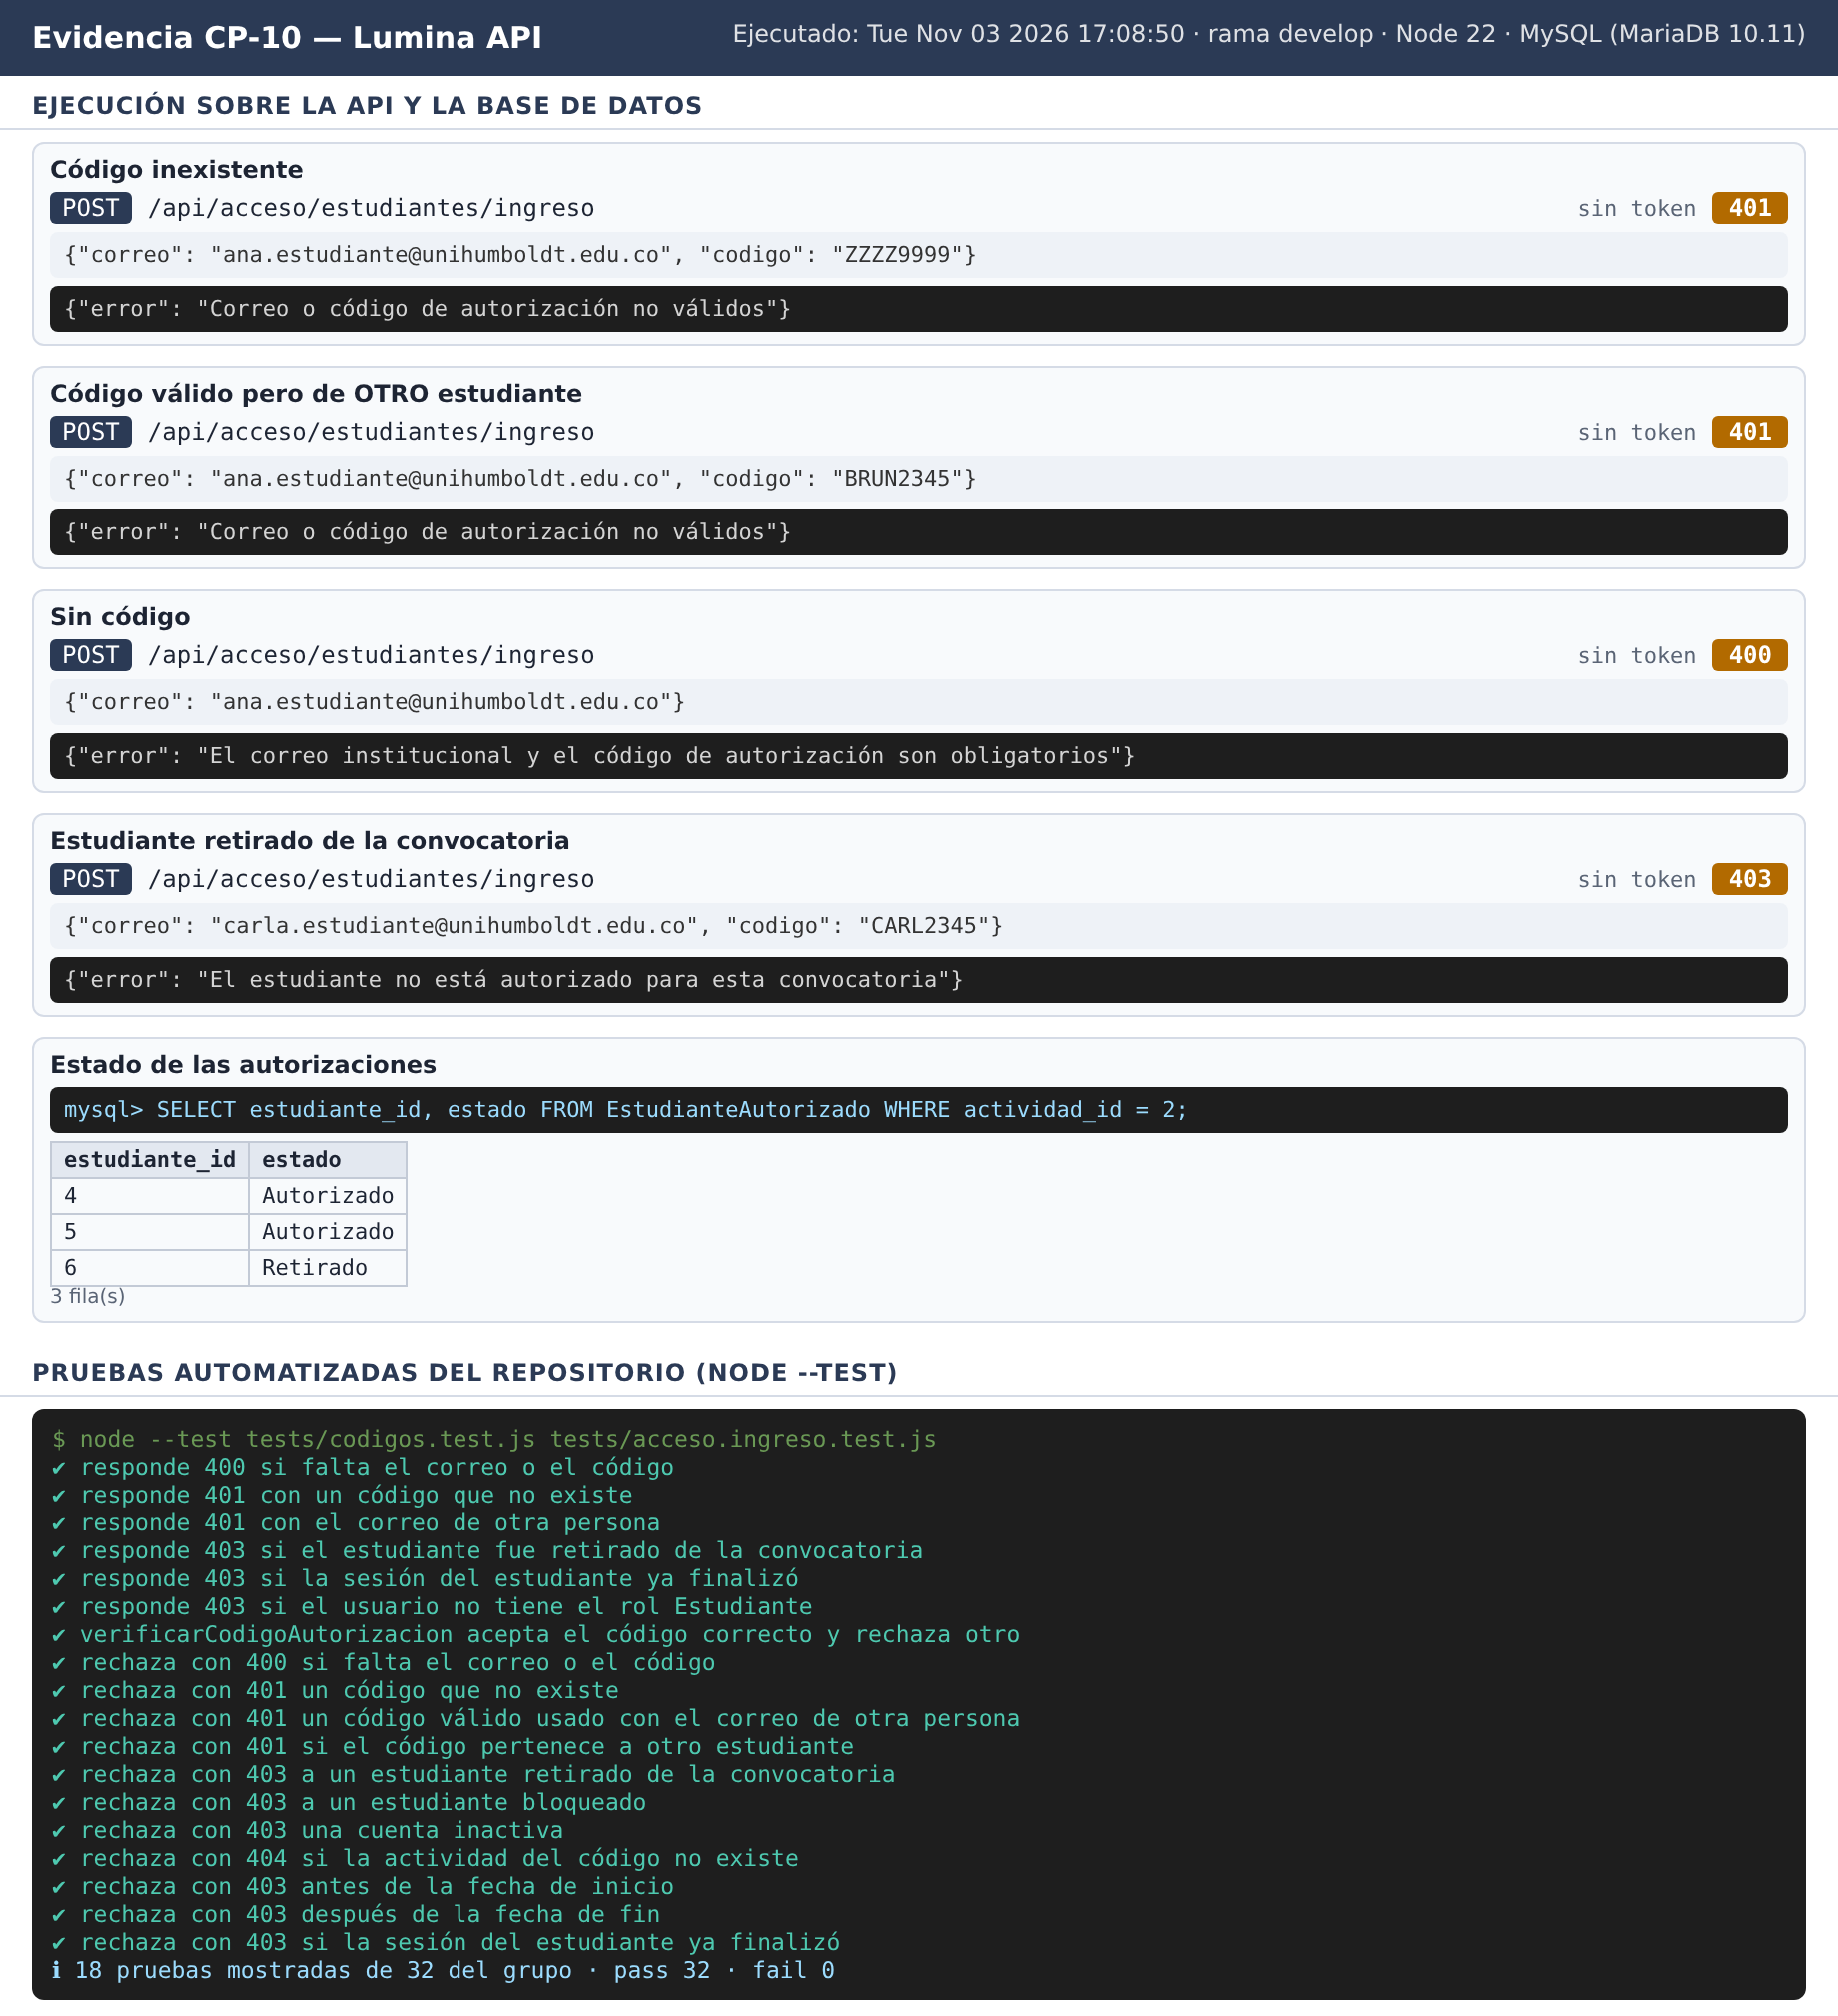 Evidencia CP-10 — Lumina API
Ejecutado: Tue Nov 03 2026 17:08:50 · rama develop · Node 22 · MySQL (MariaDB 10.11)
EJECUCIÓN SOBRE LA API Y LA BASE DE DATOS
Código inexistente
POST /api/acceso/estudiantes/ingreso sin token 401
{"correo": "ana.estudiante@unihumboldt.edu.co", "codigo": "ZZZZ9999"}
{"error": "Correo o código de autorización no válidos"}
Código válido pero de OTRO estudiante
POST /api/acceso/estudiantes/ingreso sin token 401
{"correo": "ana.estudiante@unihumboldt.edu.co", "codigo": "BRUN2345"}
{"error": "Correo o código de autorización no válidos"}
Sin código
POST /api/acceso/estudiantes/ingreso sin token 400
{"correo": "ana.estudiante@unihumboldt.edu.co"}
{"error": "El correo institucional y el código de autorización son obligatorios"}
Estudiante retirado de la convocatoria
POST /api/acceso/estudiantes/ingreso sin token 403
{"correo": "carla.estudiante@unihumboldt.edu.co", "codigo": "CARL2345"}
{"error": "El estudiante no está autorizado para esta convocatoria"}
Estado de las autorizaciones
mysql> SELECT estudiante_id, estado FROM EstudianteAutorizado WHERE actividad_id = 2;
estudiante_id estado
4 Autorizado
5 Autorizado
6 Retirado
3 fila(s)
PRUEBAS AUTOMATIZADAS DEL REPOSITORIO (NODE --TEST)
$ node --test tests/codigos.test.js tests/acceso.ingreso.test.js
✔ responde 400 si falta el correo o el código
✔ responde 401 con un código que no existe
✔ responde 401 con el correo de otra persona
✔ responde 403 si el estudiante fue retirado de la convocatoria
✔ responde 403 si la sesión del estudiante ya finalizó
✔ responde 403 si el usuario no tiene el rol Estudiante
✔ verificarCodigoAutorizacion acepta el código correcto y rechaza otro
✔ rechaza con 400 si falta el correo o el código
✔ rechaza con 401 un código que no existe
✔ rechaza con 401 un código válido usado con el correo de otra persona
✔ rechaza con 401 si el código pertenece a otro estudiante
✔ rechaza con 403 a un estudiante retirado de la convocatoria
✔ rechaza con 403 a un estudiante bloqueado
✔ rechaza con 403 una cuenta inactiva
✔ rechaza con 404 si la actividad del código no existe
✔ rechaza con 403 antes de la fecha de inicio
✔ rechaza con 403 después de la fecha de fin
✔ rechaza con 403 si la sesión del estudiante ya finalizó
ℹ 18 pruebas mostradas de 32 del grupo · pass 32 · fail 0